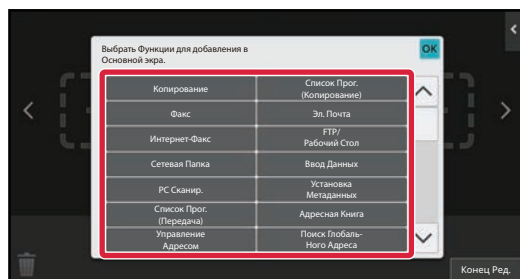 Выбрать Функции для добавления в
Основной экра.
OK
Копирование
Список Прог.
(Копирование)
Факс
Эл. Почта
Интернет-Факс
FTP/
Рабочий Стол
Сетевая Папка
Ввод Данных
PC Сканир.
Установка
Метаданных
Список Прог.
(Передача)
Адресная Книга
Управление
Адресом
Поиск Глобаль-
Ного Адреса
Конец Ред.